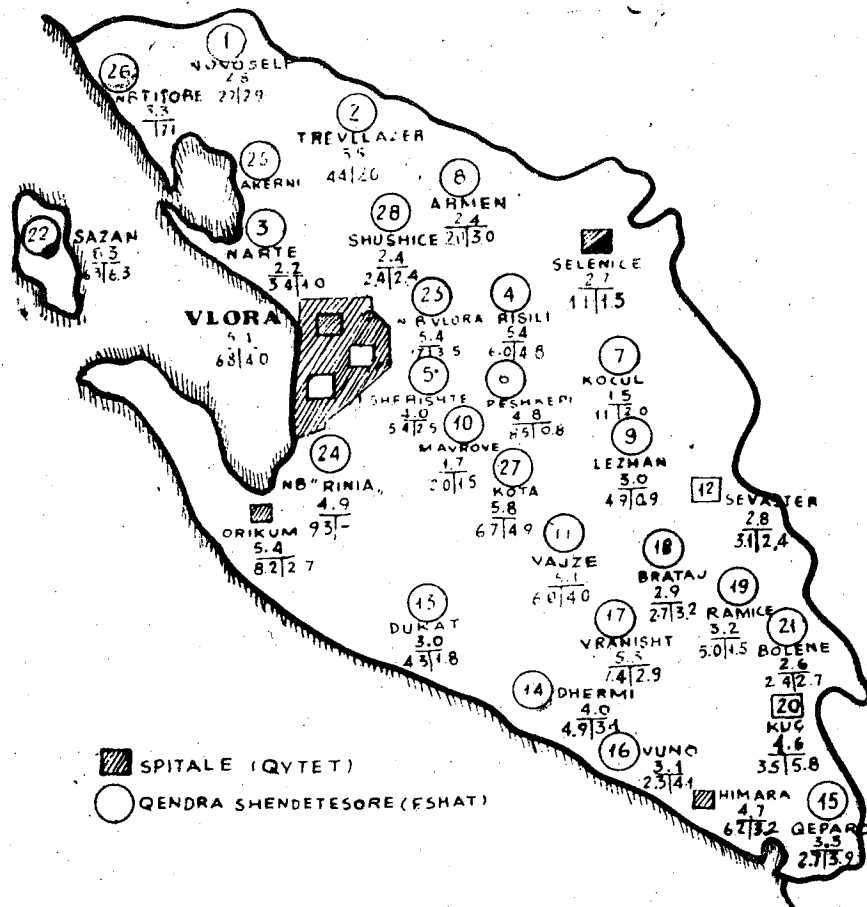 1
NOVOSELE
2.8
27|29
26
3.3
2
44|26
25
AKERNI
8
ARMEN
2.4
20|3.0
28
SHUSHICE
2.4
2.4|2.4
3
NARTE
2.2
3.4|1.0
22
SAZAN
6.3|6.3
SELENICE
2.7
1.1|1.5
VLORA
5.1
6.8|4.0
N.B VLORA
5.4
4
RISILI
5.4
6.0|4.8
7
KOCUL
1.5
1.1|2.0
5
3.0
5.4|2.5
6
PESHKEPI
4.8
8.5|0.8
9
LEZHAN
3.0
4.9|0.9
10
MAVROVE
1.7
2.0|1.5
24
NB "RINIA"
4.9
93|-
27
KOTA
5.8
6.7|4.9
12
SEVASTER
2.8
3.1|2.4
ORIKUM
5.4
8.2|2.7
11
VAJZE
5.1
6.0|4.0
18
BRATAJ
2.9
2.7|3.2
19
RAMICE
3.2
5.0|1.5
13
DUKAT
3.0
4.3|1.8
17
VRANISHT
7.4|2.9
21
BOLENE
2.6
2.4|2.7
14
DHERMI
4.0
4.9|3.1
20
KUÇ
4.6
3.5|5.8
16
VUNO
3.1
2.3|4.1
HIMARA
4.7
6.2|3.2
15
QEPARO
3.3
2.7|3.9
SPITALE (QYTET)
QENDRA SHENDETESORE (FSHAT)